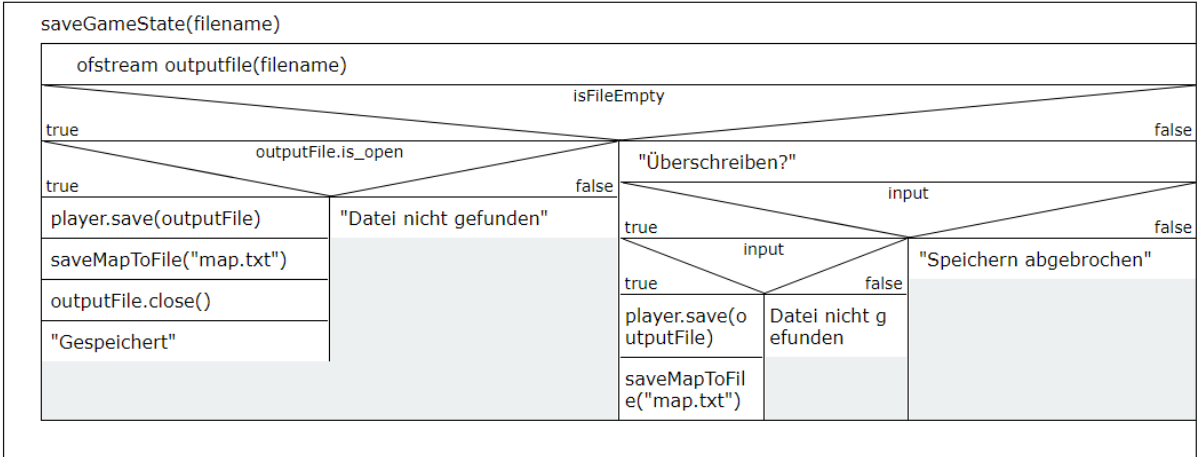 saveGameState(filename)
ofstream outputfile(filename)
isFileEmpty
true
false
outputFile.is_open
true
false
player.save(outputFile)
saveMapToFile("map.txt")
outputFile.close()
"Gespeichert"
"Datei nicht gefunden"
"Überschreiben?"
input
true
false
input
true
false
player.save(o
utputFile)
saveMapToFil
e("map.txt")
Datei nicht g
efunden
"Speichern abgebrochen"